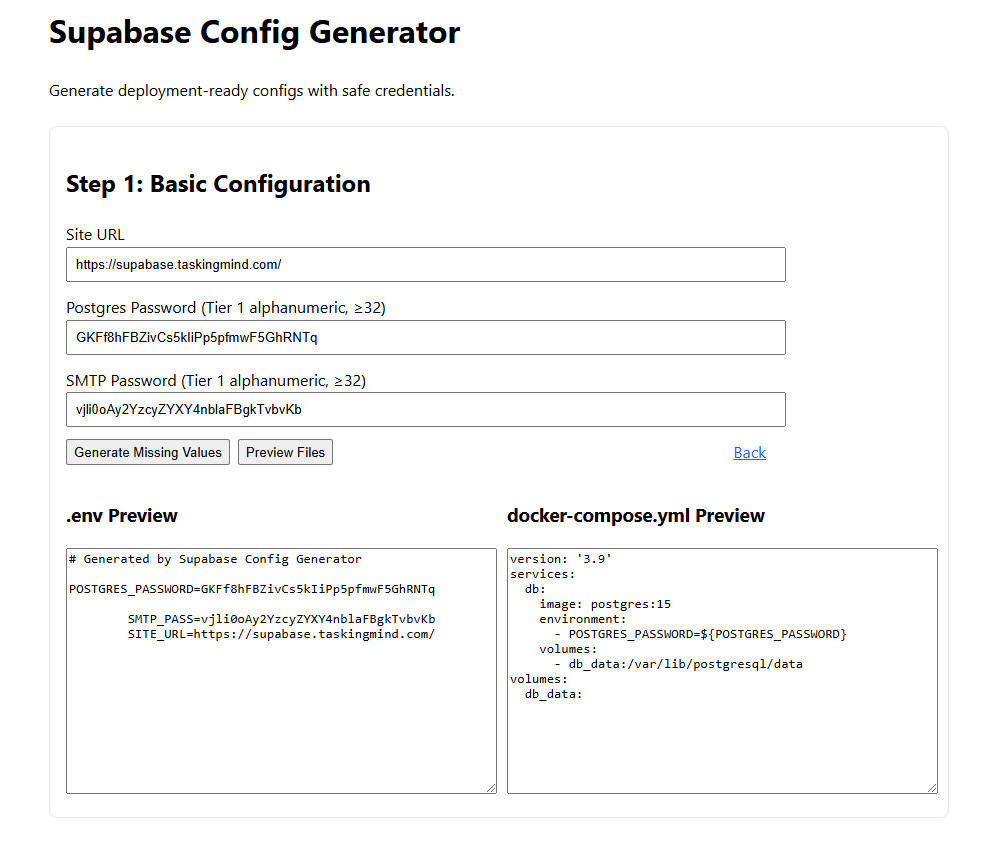 Supabase Config Generator
Generate deployment-ready configs with safe credentials.
Step 1: Basic Configuration
Site URL
https://supabase.taskingmind.com/
Postgres Password (Tier 1 alphanumeric, ≥32)
GKFf8hFBZivCs5kIiPp5pfmwF5GhRNTq
SMTP Password (Tier 1 alphanumeric, ≥32)
vjli0oAy2YzcyZYXY4nblaFBgkTvbvKb
Generate Missing Values
Preview Files
Back
.env Preview
# Generated by Supabase Config Generator
POSTGRES_PASSWORD=GKFf8hFBZivCs5kIiPp5pfmwF5GhRNTq
SMTP_PASS=vjli0oAy2YzcyZYXY4nblaFBgkTvbvKb
SITE_URL=https://supabase.taskingmind.com/
docker-compose.yml Preview
version: '3.9'
services:
  db:
    image: postgres:15
    environment:
      - POSTGRES_PASSWORD=${POSTGRES_PASSWORD}
    volumes:
      - db_data:/var/lib/postgresql/data
volumes:
  db_data: